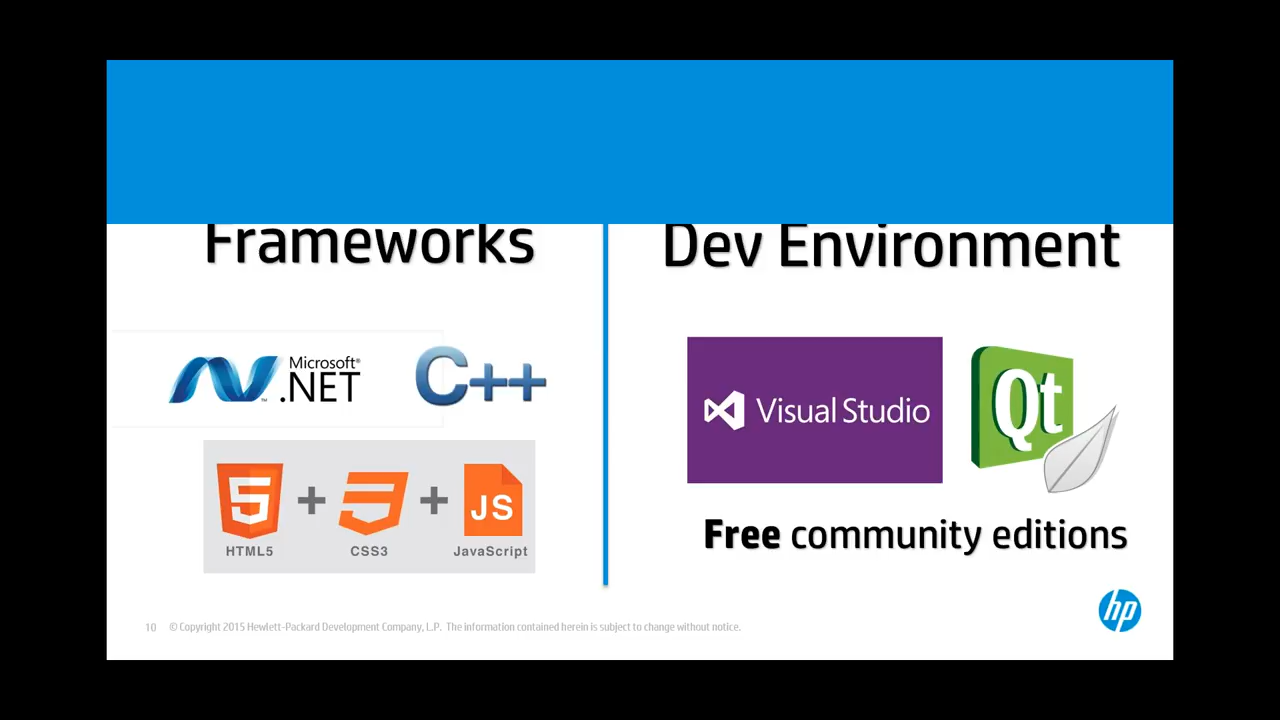 Frameworks
Dev Environment
Microsoft®
.NET
™
C++
Visual Studio
Qt
5 + 3 + JS
HTML5 CSS3 JavaScript
Free community editions
hp
10 © Copyright 2015 Hewlett-Packard Development Company, L.P. The information contained herein is subject to change without notice.